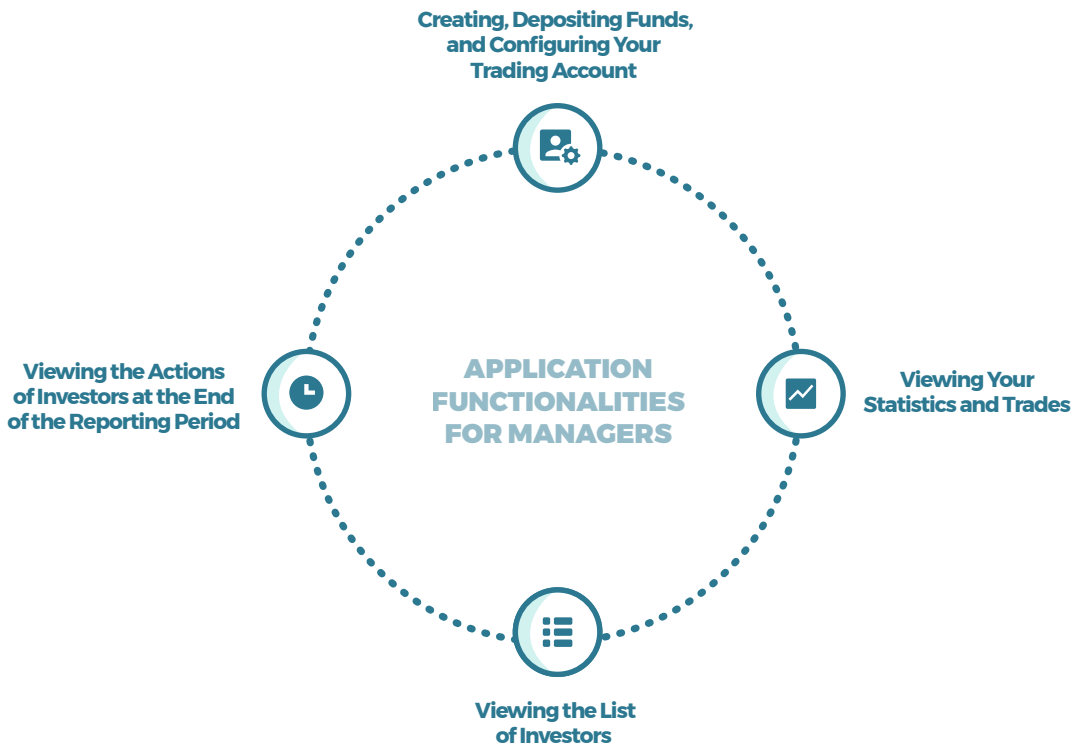 Creating, Depositing Funds,
and Configuring Your
Trading Account
Viewing the Actions
of Investors at the End
of the Reporting Period
APPLICATION
FUNCTIONALITIES
FOR MANAGERS
Viewing Your
Statistics and Trades
Viewing the List
of Investors